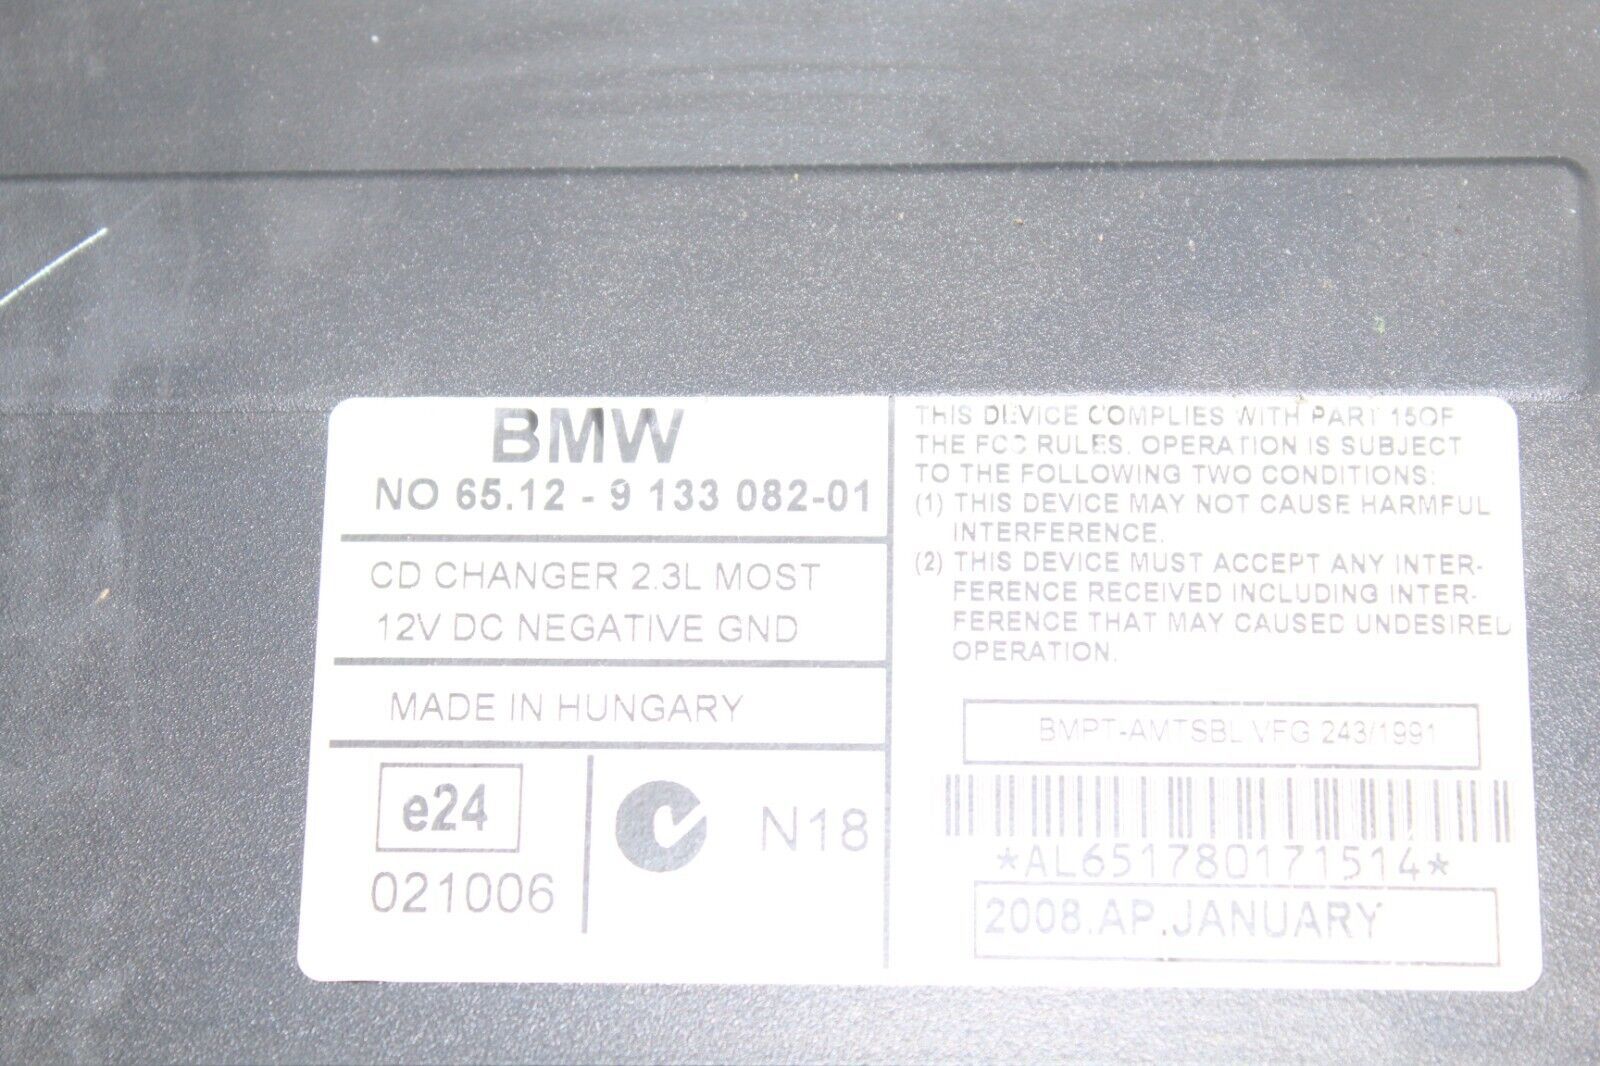 BMW
NO 65.12 - 9 133 082-01
CD CHANGER 2.3L MOST
12V DC NEGATIVE GND
MADE IN HUNGARY
e24
021006
N18
THIS DEVICE COMPLIES WITH PART 15OF
THE FCC RULES. OPERATION IS SUBJECT
TO THE FOLLOWING TWO CONDITIONS:
(1) THIS DEVICE MAY NOT CAUSE HARMFUL
INTERFERENCE.
(2) THIS DEVICE MUST ACCEPT ANY INTER-
FERENCE RECEIVED INCLUDING INTER-
FERENCE THAT MAY CAUSED UNDESIRED
OPERATION.
BMPT-AMTSBL VFG 243/1991
*AL651780171514*
2008.AP.JANUARY